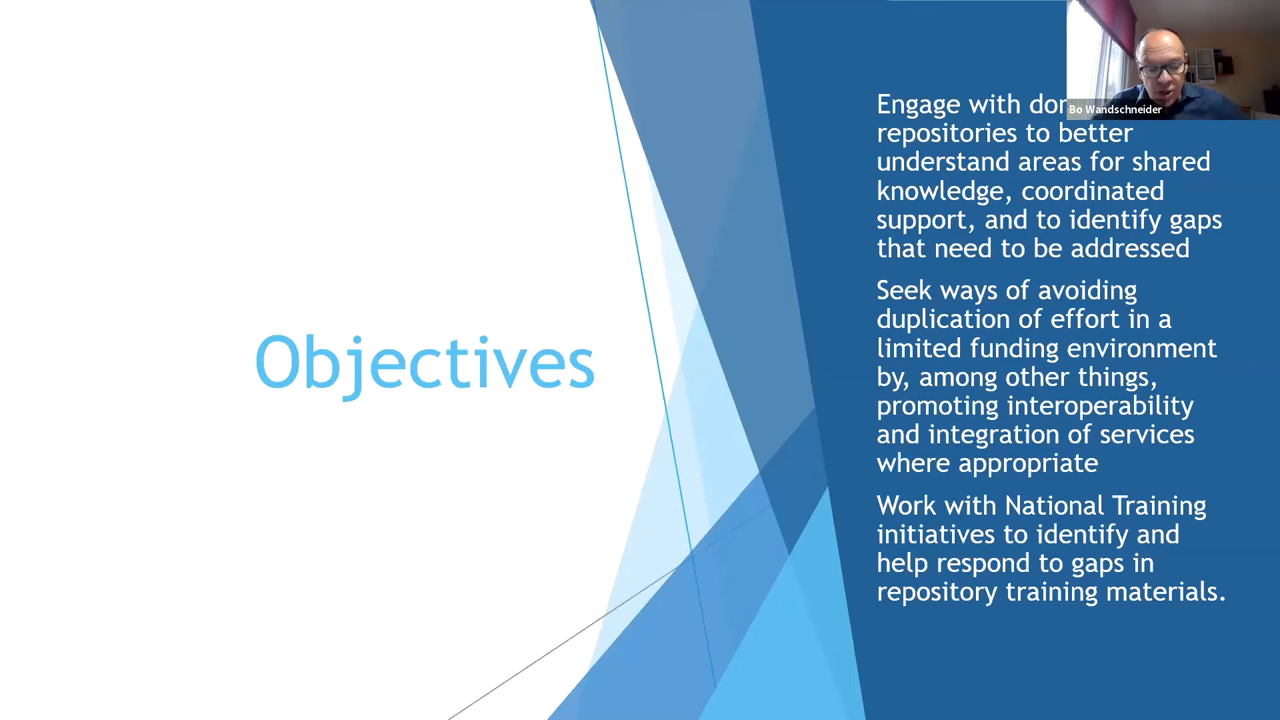 Objectives
Engage with
repositories to better
understand areas for shared
knowledge, coordinated
support, and to identify gaps
that need to be addressed
Seek ways of avoiding
duplication of effort in a
limited funding environment
by, among other things,
promoting interoperability
and integration of services
where appropriate
Work with National Training
initiatives to identify and
help respond to gaps in
repository training materials.
Bo Wandschneider